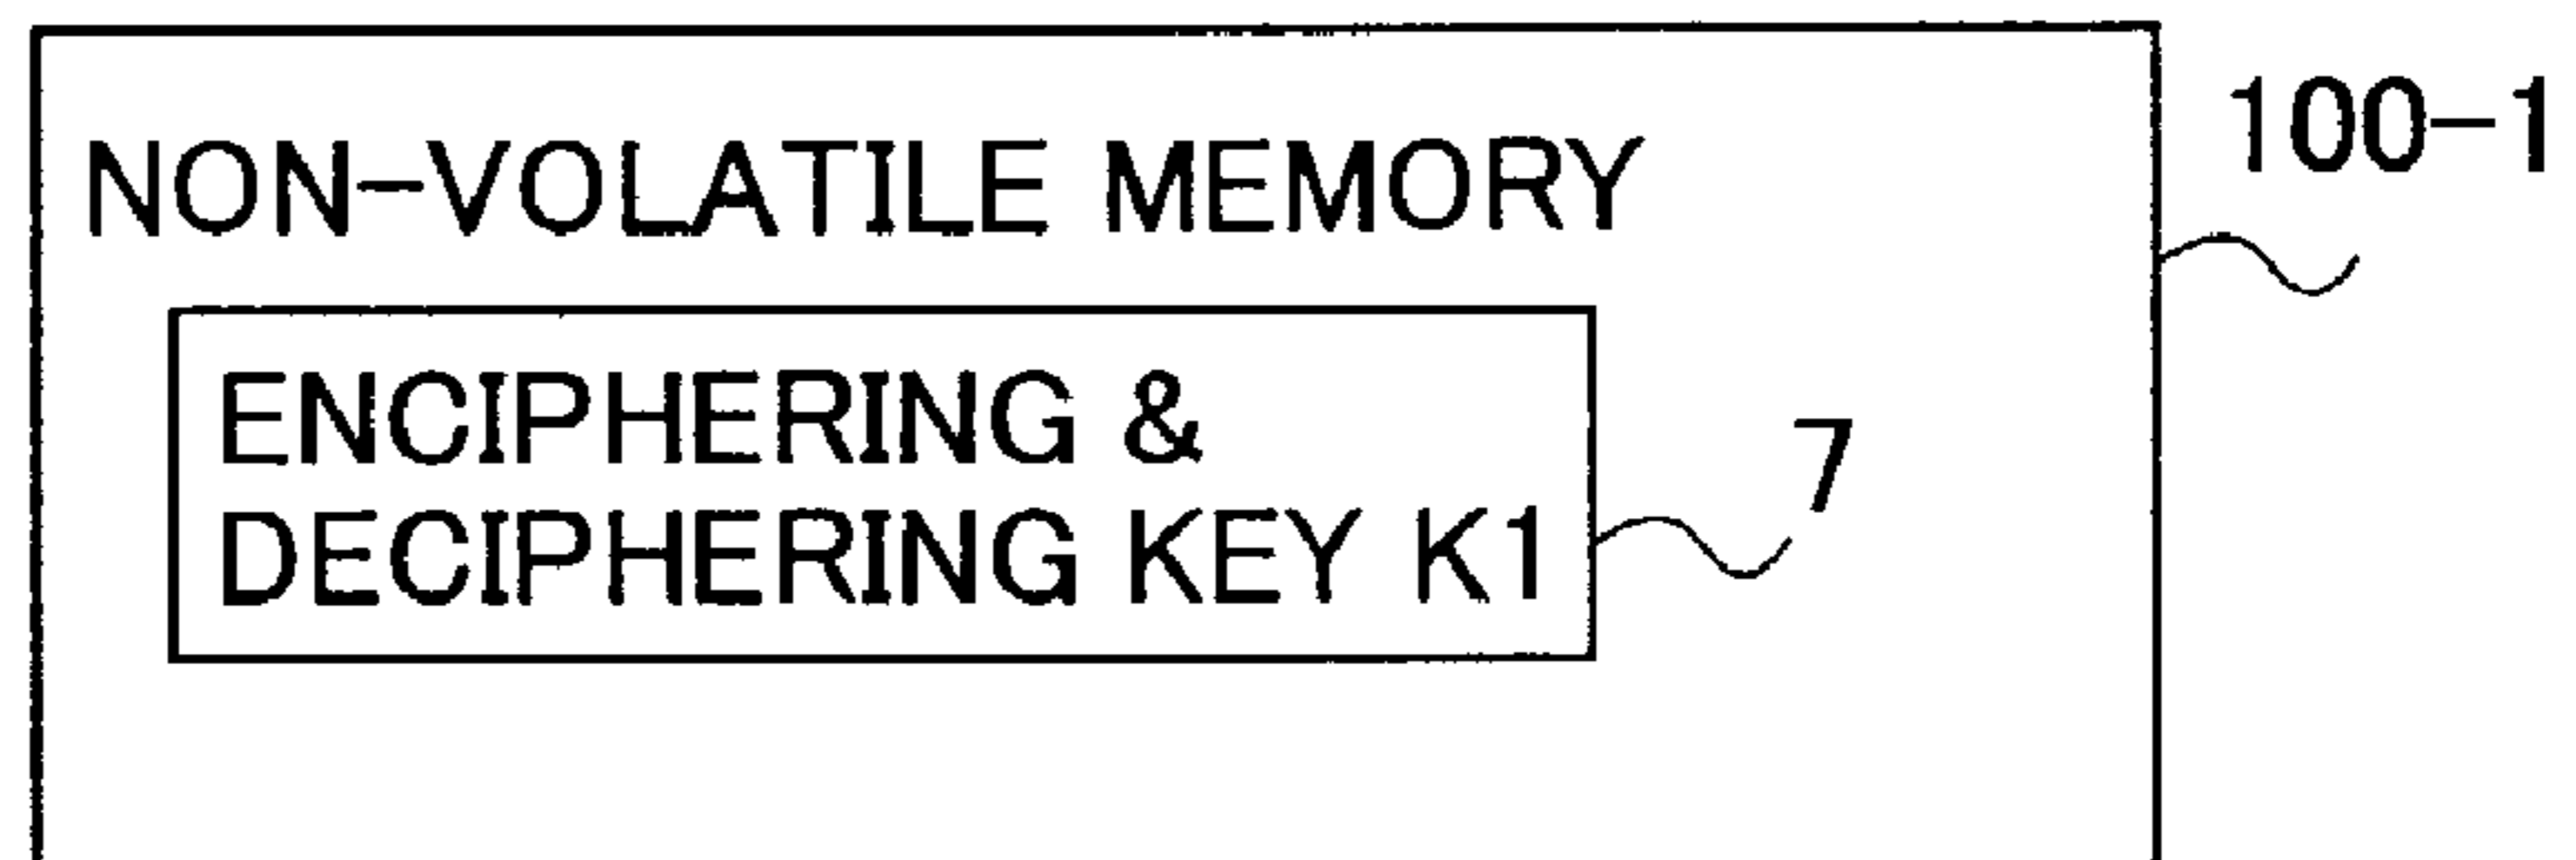 100-1
NON-VOLATILE MEMORY
ENCIPHERING &
DECIPHERING KEY K1
7